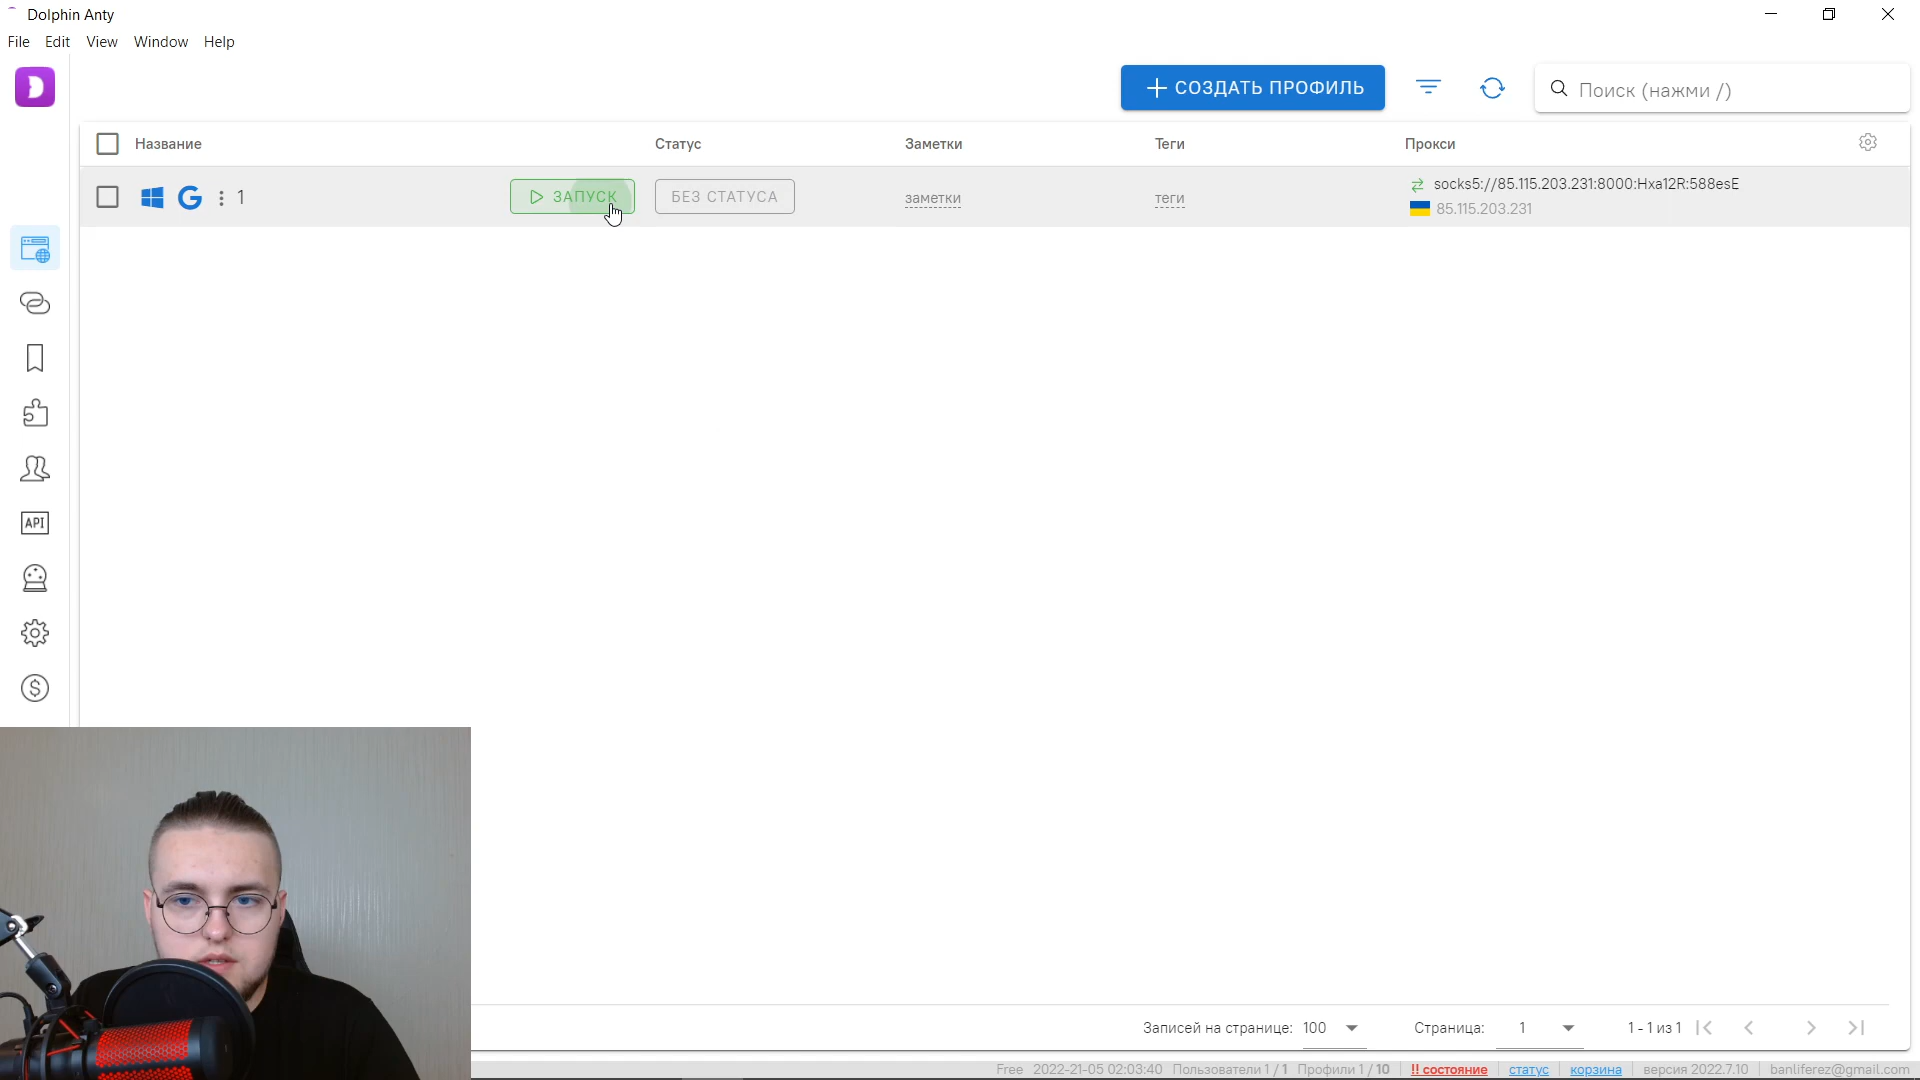 Dolphin Anty
File Edit View Window Help
СОЗДАТЬ ПРОФИЛЬ
Поиск (нажми /)
Название Статус Заметки Теги Прокси
1 ЗАПУСК БЕЗ СТАТУСА заметки теги socks5://85.115.203.231:8000:Hxa12R:588esE
85.115.203.231
API
Записей на странице: 100 Страница: 1 1 - 1 из 1
Free 2022-21-05 02:03:40 Пользователи 1 / 1 Профили 1 / 10 !! состояние статус корзина версия 2022.7.10 banliferez@gmail.com